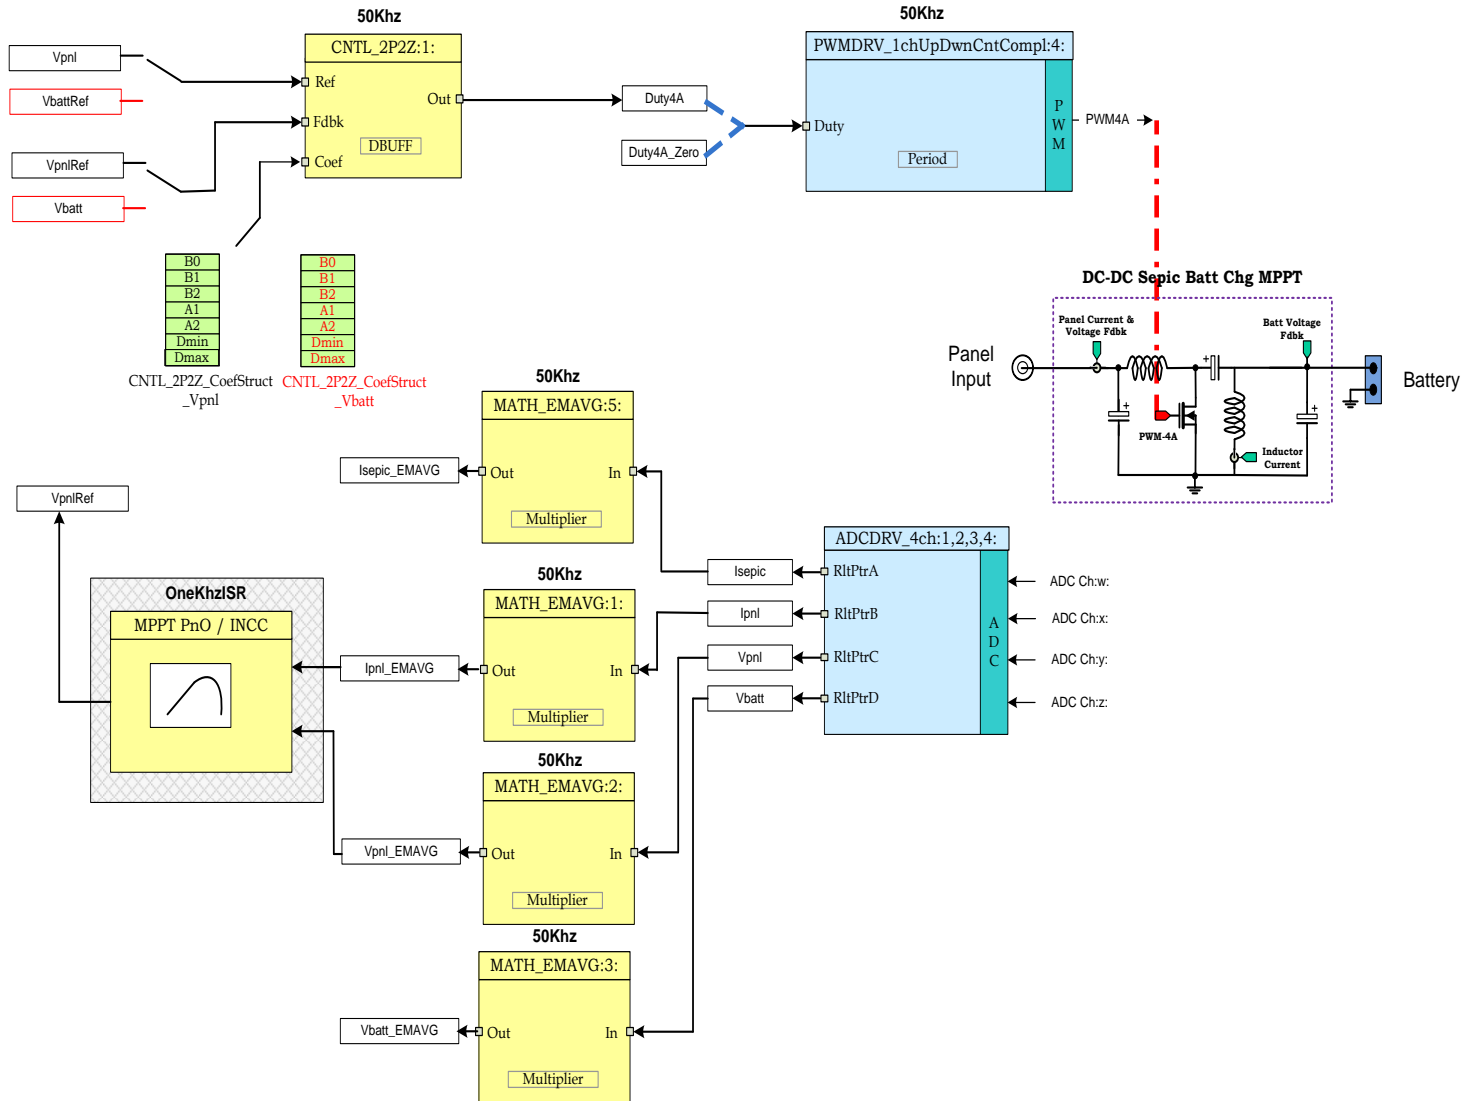 50Khz
CNTL_2P2Z:1:
Vpnl
VbattRef
VpnlRef
Vbatt
Ref
Fdbk
Coef
Out
DBUFF
Duty4A
Duty4A_Zero
50Khz
PWMDRV_1chUpDwnCntCompl:4:
Duty
Period
P
W
M
PWM4A
B0
B1
B2
A1
A2
Dmin
Dmax
CNTL_2P2Z_CoefStruct
_Vpnl
B0
B1
B2
A1
A2
Dmin
Dmax
CNTL_2P2Z_CoefStruct
_Vbatt
DC-DC Sepic Batt Chg MPPT
Panel Current &
Voltage Fdbk
Batt Voltage
Fdbk
Panel
Input
Battery
+
+
+
PWM-4A
Inductor
Current
50Khz
MATH_EMAVG:5:
Isepic_EMAVG
Out
In
Multiplier
VpnlRef
OneKhzISR
MPPT PnO / INCC
50Khz
MATH_EMAVG:1:
Ipnl_EMAVG
Out
In
Multiplier
Isepic
Ipnl
Vpnl
Vbatt
ADCDRV_4ch:1,2,3,4:
RltPtrA
RltPtrB
RltPtrC
RltPtrD
A
D
C
ADC Ch:w:
ADC Ch:x:
ADC Ch:y:
ADC Ch:z:
50Khz
MATH_EMAVG:2:
Vpnl_EMAVG
Out
In
Multiplier
50Khz
MATH_EMAVG:3:
Vbatt_EMAVG
Out
In
Multiplier